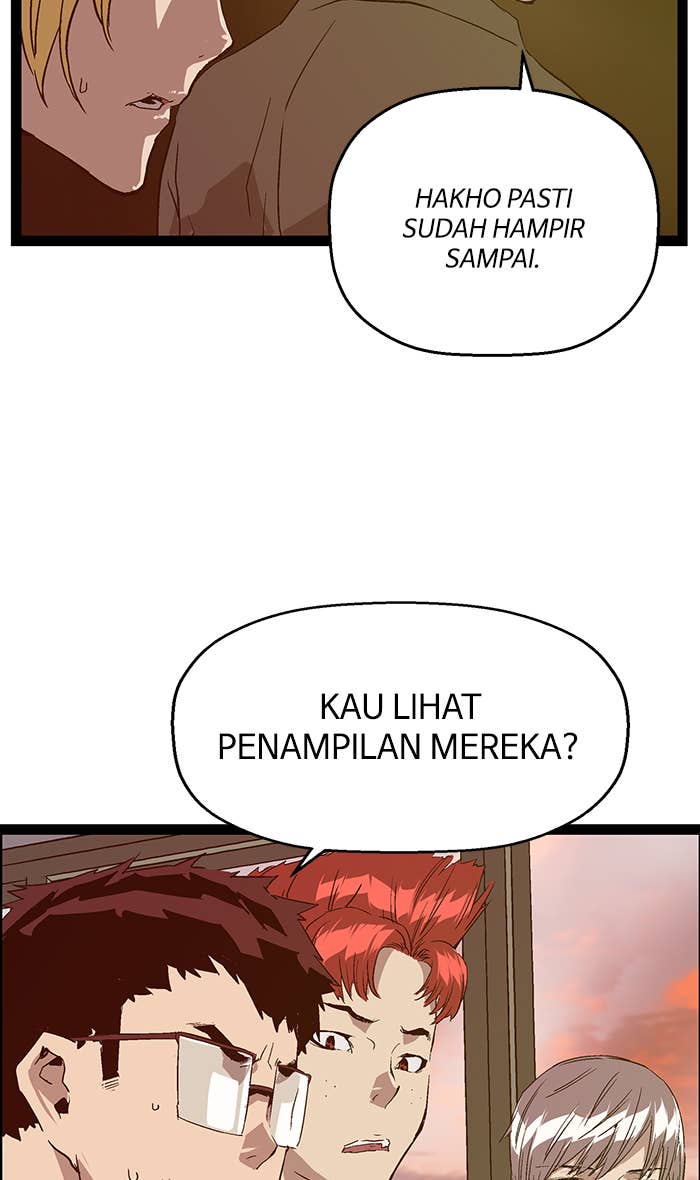 HAKHO PASTI
SUDAH HAMPIR
SAMPAI.
KAU LIHAT
PENAMPILAN MEREKA?